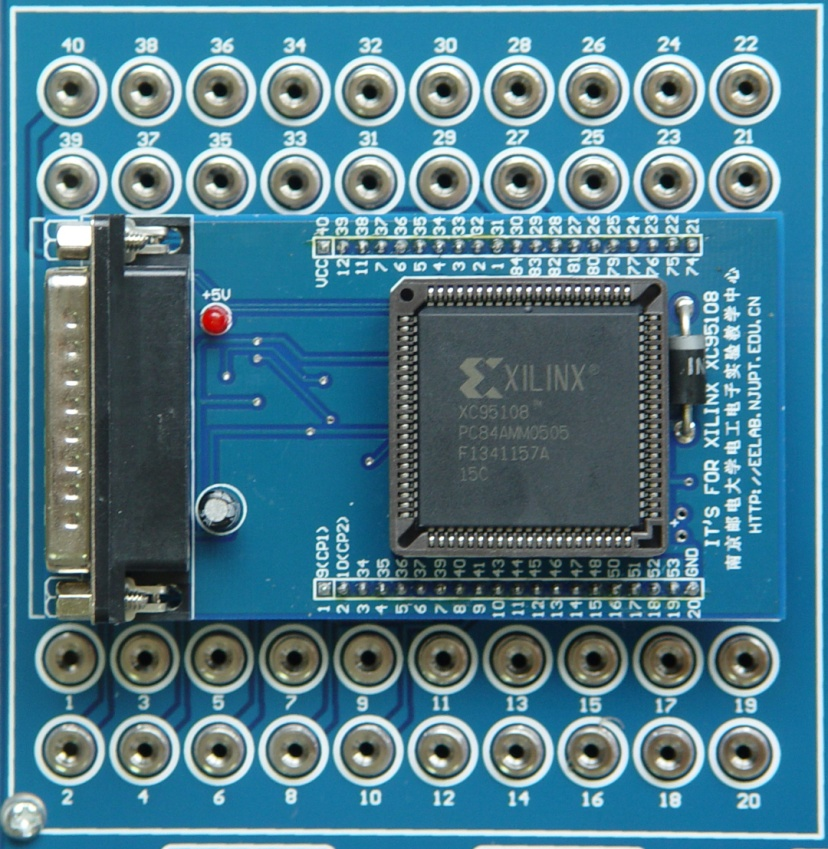 40 38 36 34 32 30 28 26 24 22
39 37 35 33 31 29 27 25 23 21
40 39 38 37 36 35 34 33 32 31 30 29 28 27 26 25 24 23 22 21
VCC 12 11 7 6 5 4 3 2 1 84 83 82 81 80 79 77 76 75 74
+5V
XILINX®
XC95108™
PC84AMM0505
F1341157A
15C
IN
IT'S FOR XILINX XC95108
南京邮电大学电工电子实验教学中心
HTTP://EELAB.NJUPT.EDU.CN
+
9(CP1) 10(CP2) 34 35 36 37 39 40 41 43 44 45 46 47 48 50 51 52 53 GND
1 2 3 4 5 6 7 8 9 10 11 12 13 14 15 16 17 18 19 20
1 3 5 7 9 11 13 15 17 19
2 4 6 8 10 12 14 16 18 20